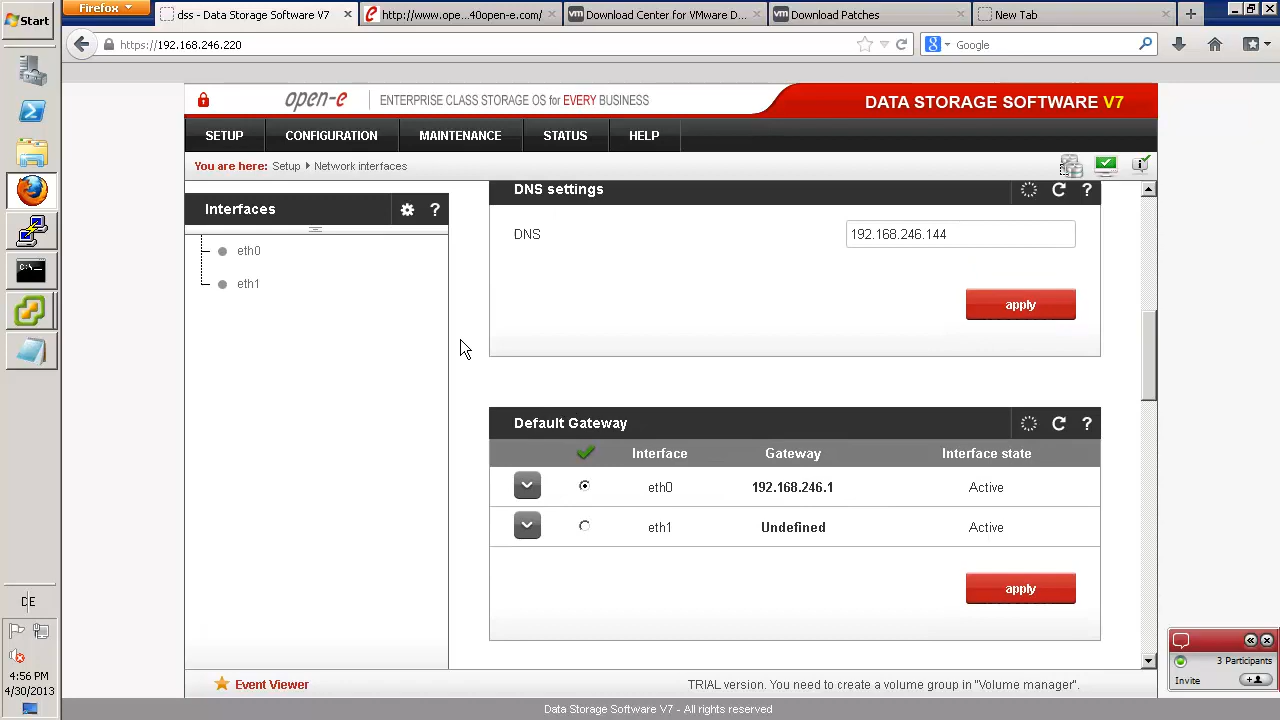 Start
Firefox
dss - Data Storage Software V7
http://www.ope...40open-e.com/
Download Center for VMware D...
Download Patches
New Tab
https://192.168.246.220
Google
open-e
ENTERPRISE CLASS STORAGE OS for EVERY BUSINESS
DATA STORAGE SOFTWARE V7
SETUP
CONFIGURATION
MAINTENANCE
STATUS
HELP
You are here: Setup Network interfaces
Interfaces
?
eth0
eth1
DNS settings
?
DNS
192.168.246.144
apply
Default Gateway
?
Interface
Gateway
Interface state
eth0
192.168.246.1
Active
eth1
Undefined
Active
apply
Event Viewer
TRIAL version. You need to create a volume group in "Volume manager".
Data Storage Software V7 - All rights reserved
DE
4:56 PM
4/30/2013
3 Participants
Invite